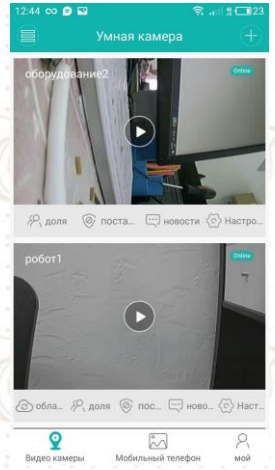 12:44 23
Умная камера
оборудование2 Online
доля поста... новости Настро...
робот1 Online
обла... доля пос... ново... Наст...
Видео камеры Мобильный телефон мой